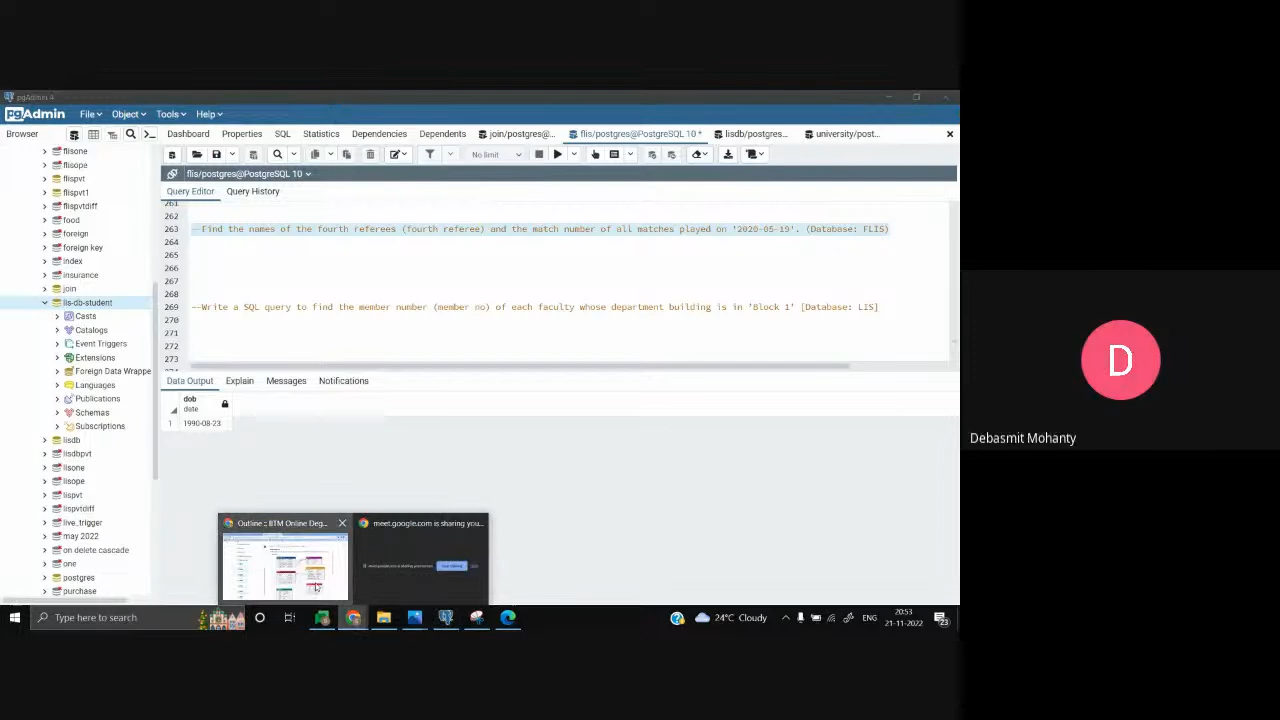 pgAdmin 4
pgAdmin File Object Tools Help
Browser Dashboard Properties SQL Statistics Dependencies Dependents join/postgres@... flis/postgres@PostgreSQL 10 * lisdb/postgres... university/post...
No limit
flis/postgres@PostgreSQL 10
Query Editor Query History
261
262
263 --Find the names of the fourth referees (fourth referee) and the match number of all matches played on '2020-05-19'. (Database: FLIS)
264
265
266
267
268
269 --Write a SQL query to find the member number (member no) of each faculty whose department building is in 'Block 1' [Database: LIS]
270
271
272
273
flisone
flisope
flispvt
flispvt1
flispvtdiff
food
foreign
foreign key
index
insurance
join
lis-db-student
Casts
Catalogs
Event Triggers
Extensions
Foreign Data Wrappe
Languages
Publications
Schemas
Subscriptions
lisdb
lisdbpvt
lisone
lisope
lispvt
lispvtdiff
live_trigger
may 2022
on delete cascade
one
postgres
purchase
Data Output Explain Messages Notifications
dob
date
1 1990-08-23
Outline :: BTM Online Deg... meet.google.com is sharing you...
Type here to search
24°C Cloudy
ENG
20:53
21-11-2022
23
D
Debasmit Mohanty